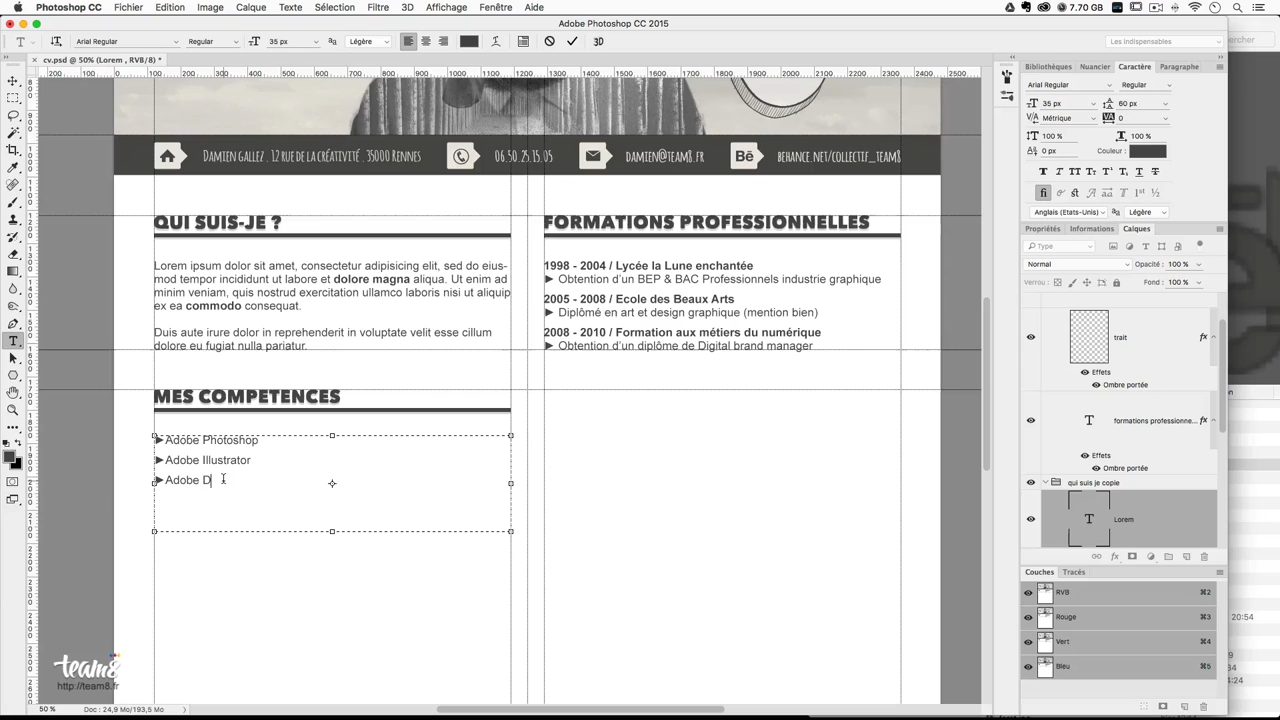 Photoshop CC Fichier Edition Image Calque Texte Sélection Filtre 3D Affichage Fenêtre Aide 7.70 GB
Adobe Photoshop CC 2015
Arial Regular Regular 35 px Légère 3D Les indispensables
cv.psd @ 50% (Lorem , RVB/8) *
Damien gallez . 12 rue de la créativité . 35000 Rennes
06.50.25.15.05
damien@team8.fr
Bē
behance.net/collectif_team8
QUI SUIS-JE ?
Lorem ipsum dolor sit amet, consectetur adipisicing elit, sed do eius-
mod tempor incididunt ut labore et dolore magna aliqua. Ut enim ad
minim veniam, quis nostrud exercitation ullamco laboris nisi ut aliquip
ex ea commodo consequat.
Duis aute irure dolor in reprehenderit in voluptate velit esse cillum
dolore eu fugiat nulla pariatur.
FORMATIONS PROFESSIONNELLES
1998 - 2004 / Lycée la Lune enchantée
► Obtention d'un BEP & BAC Professionnels industrie graphique
2005 - 2008 / Ecole des Beaux Arts
► Diplômé en art et design graphique (mention bien)
2008 - 2010 / Formation aux métiers du numérique
► Obtention d'un diplôme de Digital brand manager
MES COMPETENCES
►Adobe Photoshop
►Adobe Illustrator
►Adobe D
team8
http://team8.fr
50 % Doc : 24,9 Mo/193,5 Mo
Bibliothèques Nuancier Caractère Paragraphe
Arial Regular Regular
35 px 60 px
Métrique 0
100 % 100 %
0 px Couleur :
Anglais (Etats-Unis) Légère
Propriétés Informations Calques
Type
Normal Opacité : 100 %
Verrou : Fond : 100 %
trait fx
Effets
Ombre portée
formations professionne... fx
Effets
Ombre portée
qui suis je copie
Lorem
Couches Tracés
RVB ⌘2
Rouge ⌘3
Vert ⌘4
Bleu ⌘5